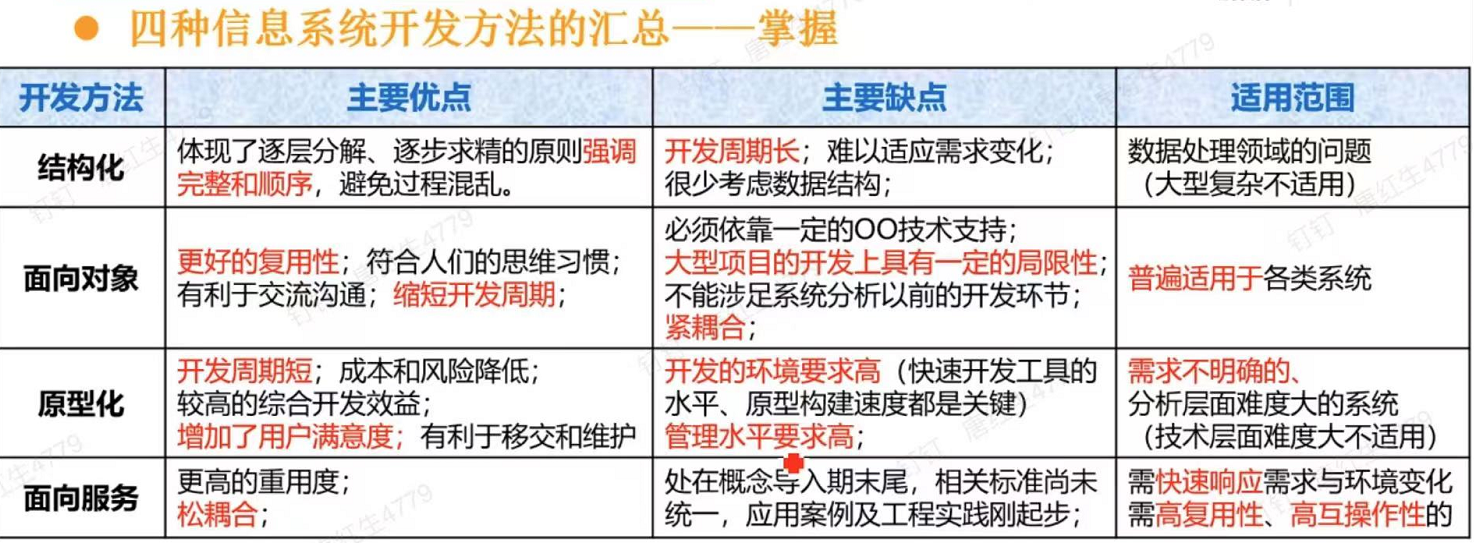 ● 四种信息系统开发方法的汇总——掌握
开发方法 主要优点 主要缺点 适用范围
结构化
体现了逐层分解、逐步求精的原则强调
完整和顺序，避免过程混乱。
开发周期长；难以适应需求变化；
很少考虑数据结构；
数据处理领域的问题
（大型复杂不适用）
面向对象
更好的复用性；符合人们的思维习惯；
有利于交流沟通；缩短开发周期；
必须依靠一定的OO技术支持；
大型项目的开发上具有一定的局限性；
不能涉足系统分析以前的开发环节；
紧耦合；
普遍适用于各类系统
原型化
开发周期短；成本和风险降低；
较高的综合开发效益；
增加了用户满意度；有利于移交和维护
开发的环境要求高（快速开发工具的
水平、原型构建速度都是关键）
管理水平要求高；
需求不明确的、
分析层面难度大的系统
（技术层面难度大不适用）
面向服务
更高的重用度；
松耦合；
处在概念导入期末尾，相关标准尚未
统一，应用案例及工程实践刚起步；
需快速响应需求与环境变化
需高复用性、高互操作性的
钉钉 唐红生4779